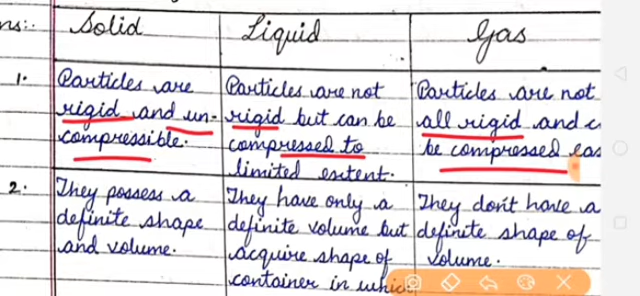 ns:-
Solid
Liquid
Gas
1.
Particles are
rigid and un-
compressible.
Particles are not
rigid but can be
compressed to
limited extent.
Particles are not
all rigid and c
be compressed eas
2.
They possess a
definite shape
and volume.
They have only a
definite volume but
acquire shape of
container in which
They don't have a
definite shape of
volume.